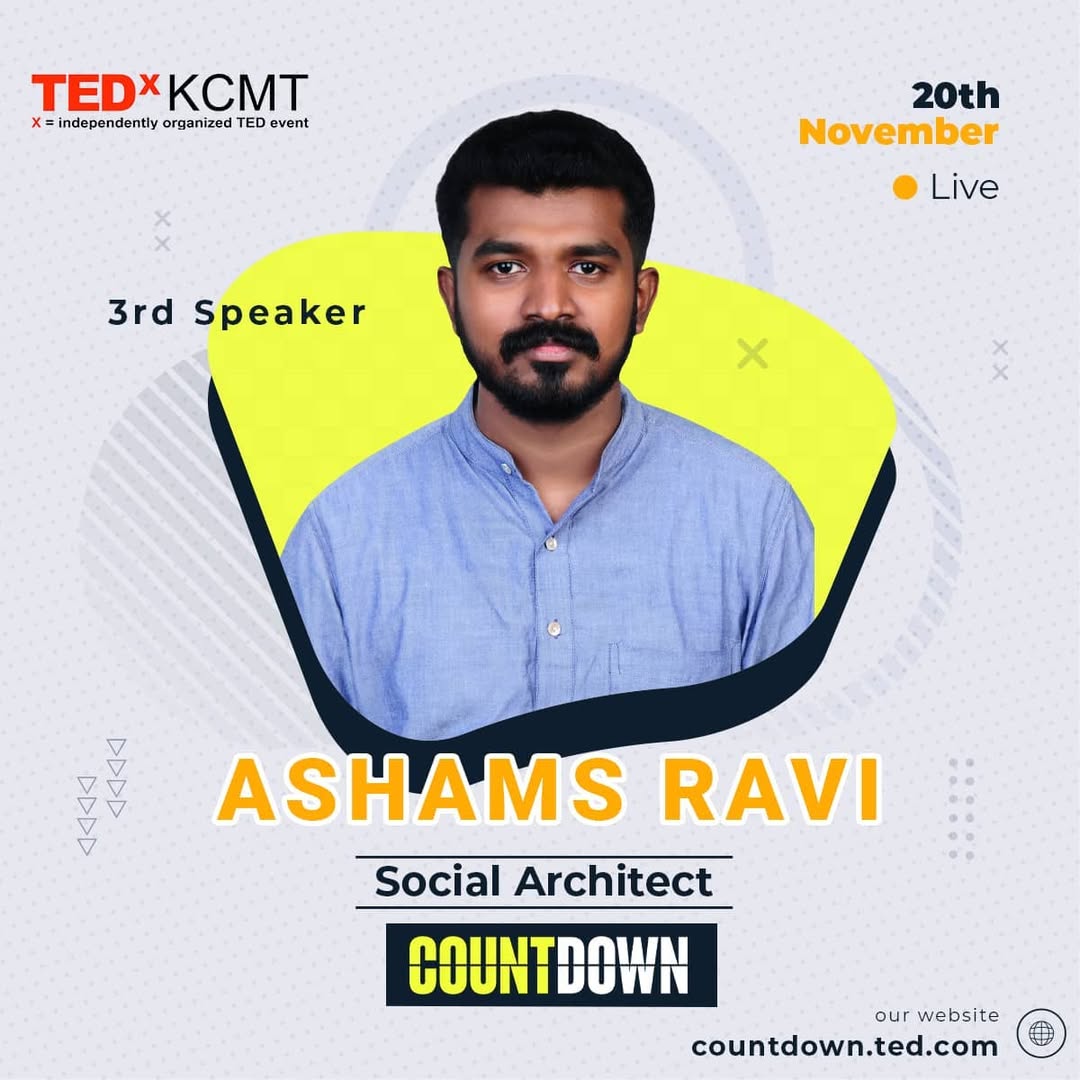 TEDx KCMT
X = independently organized TED event
20th
November
Live
3rd Speaker
ASHAMS RAVI
Social Architect
COUNTDOWN
our website
countdown.ted.com